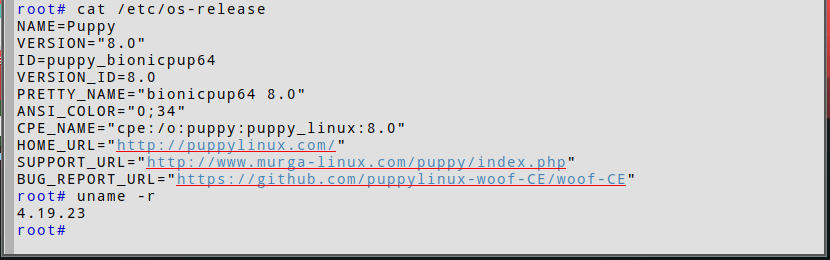 root# cat /etc/os-release
NAME=Puppy
VERSION="8.0"
ID=puppy_bionicpup64
VERSION_ID=8.0
PRETTY_NAME="bionicpup64 8.0"
ANSI_COLOR="0;34"
CPE_NAME="cpe:/o:puppy:puppy_linux:8.0"
HOME_URL="http://puppylinux.com/"
SUPPORT_URL="http://www.murga-linux.com/puppy/index.php"
BUG_REPORT_URL="https://github.com/puppylinux-woof-CE/woof-CE"
root# uname -r
4.19.23
root#